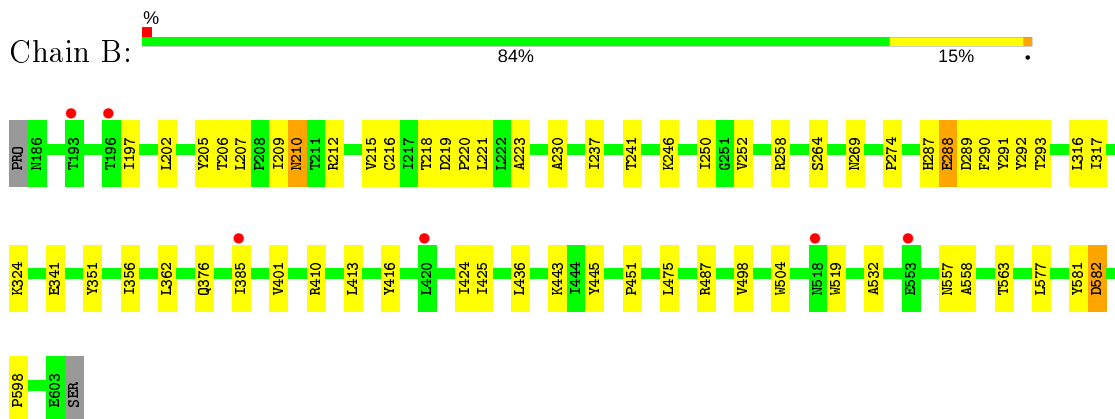 %
Chain B:
84% 15% •
PRO N186 T193 T196 I197 L202 Y205 T206 L207 P208 I209 N210 T211 R212 V215 C216 I217 T218 D219 P220 L221 L222 A223 A230 I237 T241 K246 I250 G251 V252 R258 S264 N269 P274 H287 E288 D289 F290 Y291 Y292 T293 L316 I317
K324 E341 Y351 I356 L362 Q376 I385 V401 R410 L413 Y416 L420 I424 I425 L436 K443 I444 Y445 P451 L475 R487 V498 W504 N518 W519 A532 E553 N557 A558 T563 L577 Y581 D582
P598 E603 SER